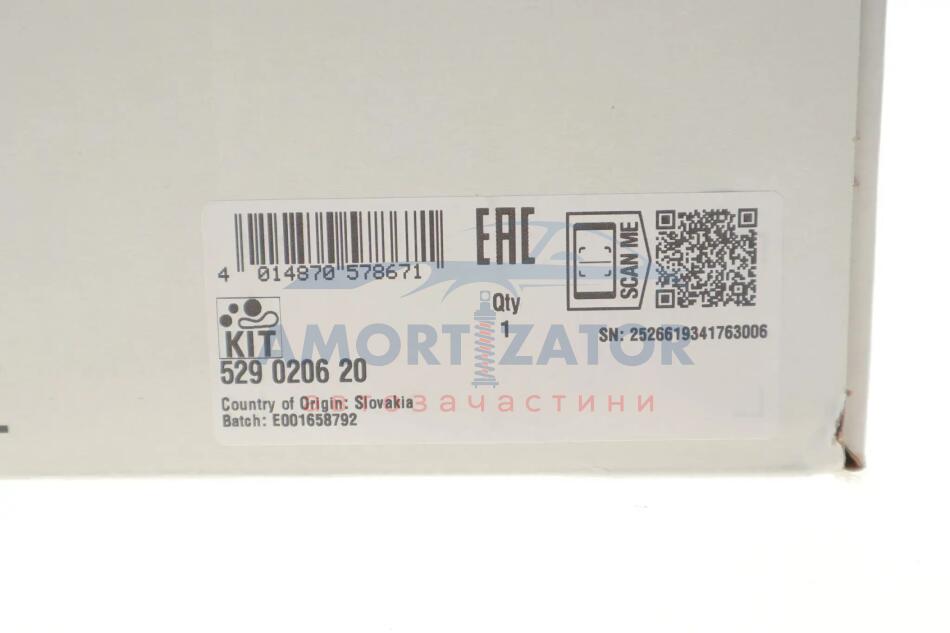 4 014870 578671
EAC
SCAN ME
Qty
1
SN: 2526619341763006
KIT
AMORTIZATOR
529 0206 20
Country of Origin: Slovakia
автозачастини
Batch: E001658792